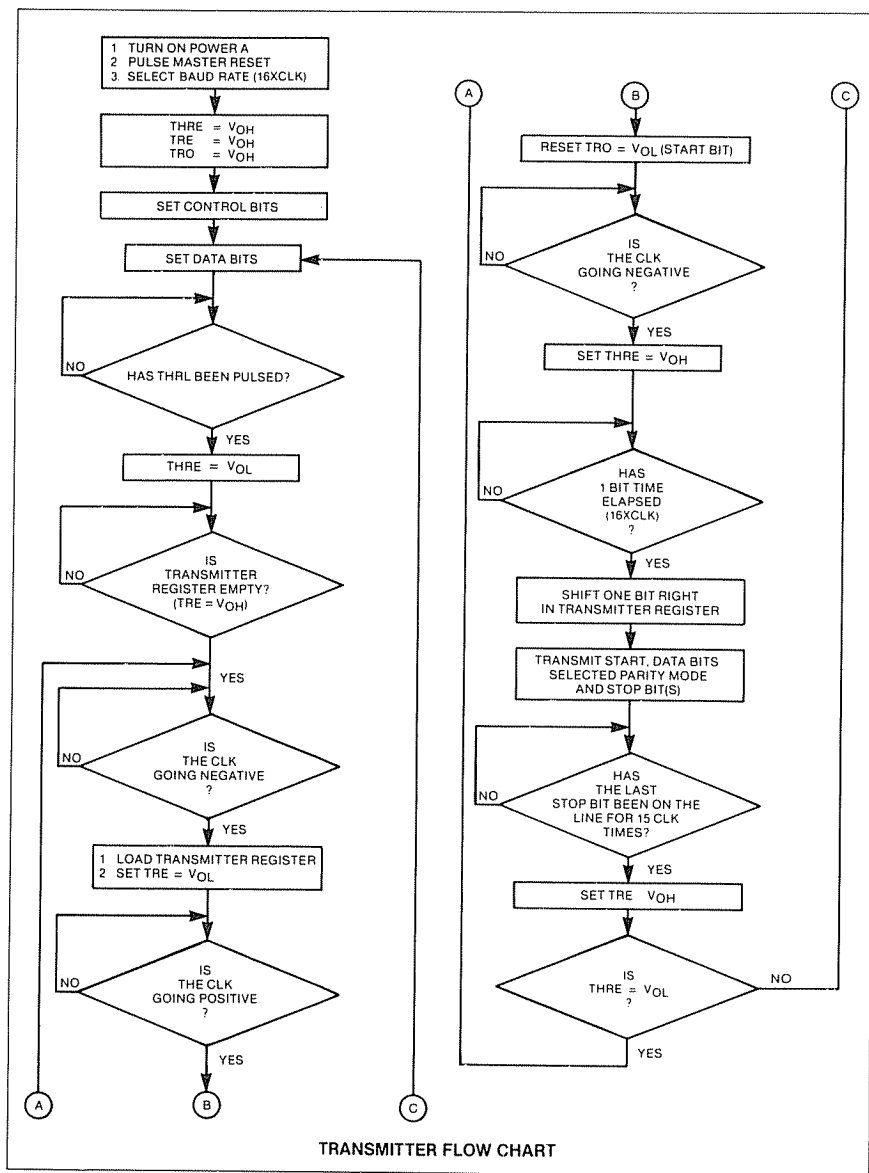 1 TURN ON POWER A
2 PULSE MASTER RESET
3. SELECT BAUD RATE (16XCLK)
THRE = VOH
TRE = VOH
TRO = VOH
SET CONTROL BITS
SET DATA BITS
NO
HAS THRL BEEN PULSED?
YES
THRE = VOL
IS
TRANSMITTER
REGISTER EMPTY?
(TRE = VOH)
NO
YES
IS
THE CLK
GOING NEGATIVE
?
NO
YES
1 LOAD TRANSMITTER REGISTER
2 SET TRE = VOL
IS
THE CLK
GOING POSITIVE
?
NO
YES
A
B
C
A
B
C
RESET TRO = VOL (START BIT)
IS
THE CLK
GOING NEGATIVE
?
NO
YES
SET THRE = VOH
HAS
1 BIT TIME
ELAPSED
(16XCLK)
?
NO
YES
SHIFT ONE BIT RIGHT
IN TRANSMITTER REGISTER
TRANSMIT START, DATA BITS
SELECTED PARITY MODE
AND STOP BIT(S)
HAS
THE LAST
STOP BIT BEEN ON THE
LINE FOR 15 CLK
TIMES?
NO
YES
SET TRE VOH
IS
THRE = VOL
?
NO
YES
TRANSMITTER FLOW CHART